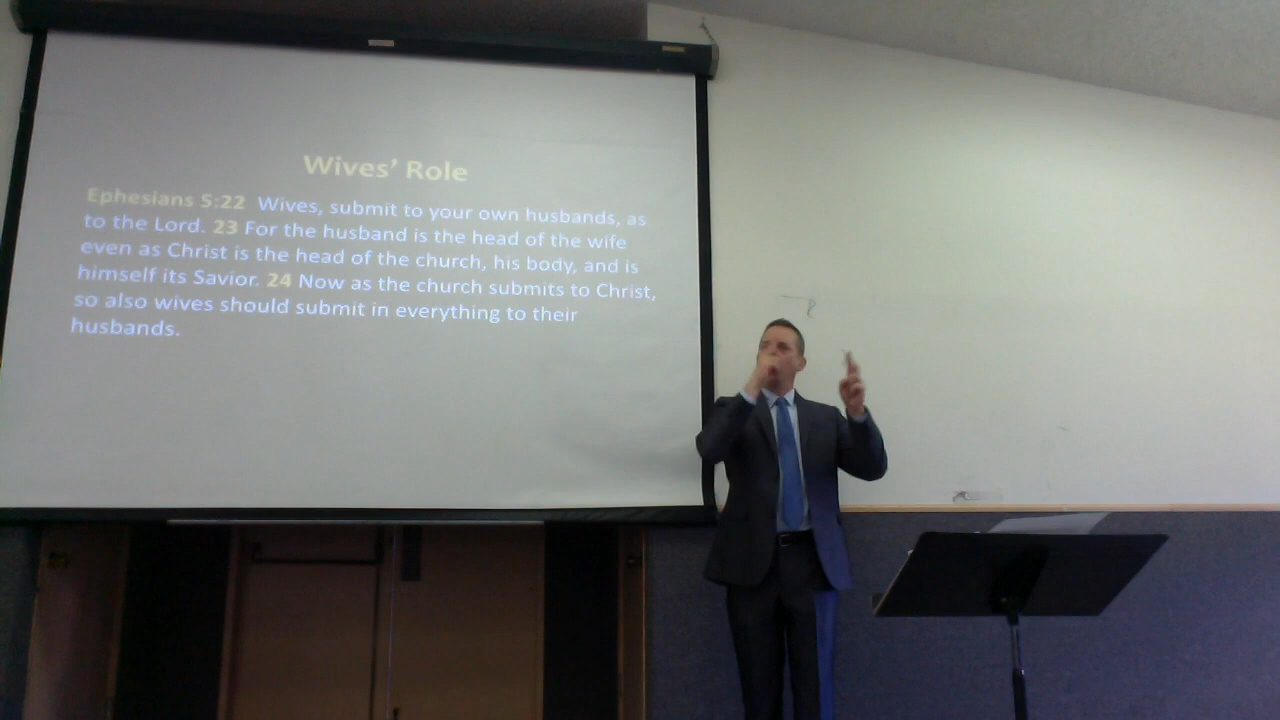 Wives’ Role
Ephesians 5:22 Wives, submit to your own husbands, as
to the Lord. 23 For the husband is the head of the wife
even as Christ is the head of the church, his body, and is
himself its Savior. 24 Now as the church submits to Christ,
so also wives should submit in everything to their
husbands.